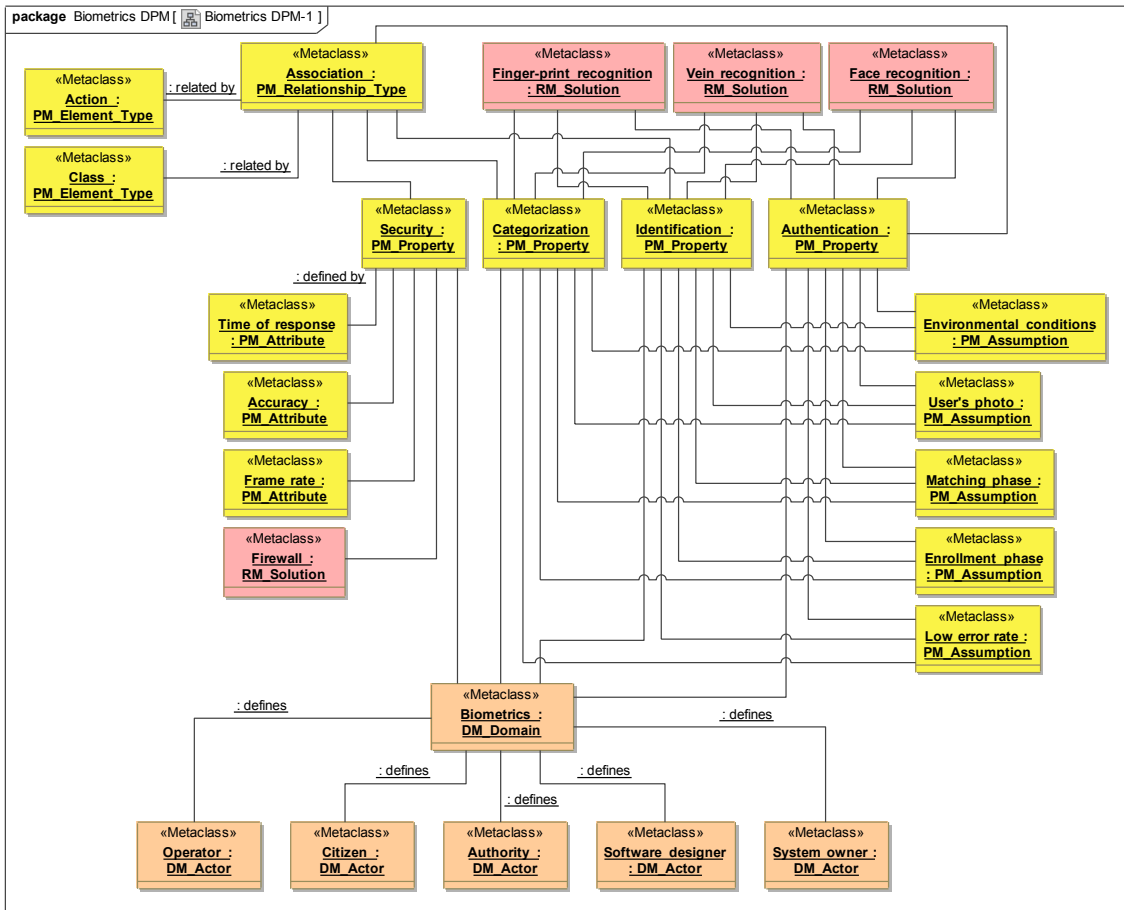 package Biometrics DPM [ Biometrics DPM-1 ]
«Metaclass»
Association :
PM_Relationship_Type
«Metaclass»
Finger-print recognition
: RM_Solution
«Metaclass»
Vein recognition :
RM_Solution
«Metaclass»
Face recognition :
RM_Solution
«Metaclass»
Action :
PM_Element_Type
: related by
«Metaclass»
Class :
PM_Element_Type
: related by
«Metaclass»
Security :
PM_Property
«Metaclass»
Categorization
: PM_Property
«Metaclass»
Identification :
PM_Property
«Metaclass»
Authentication :
PM_Property
: defined by
«Metaclass»
Time of response
: PM_Attribute
«Metaclass»
Environmental conditions
: PM_Assumption
«Metaclass»
Accuracy :
PM_Attribute
«Metaclass»
User's photo :
PM_Assumption
«Metaclass»
Frame rate :
PM_Attribute
«Metaclass»
Matching phase :
PM_Assumption
«Metaclass»
Firewall :
RM_Solution
«Metaclass»
Enrollment phase
: PM_Assumption
«Metaclass»
Low error rate :
PM_Assumption
«Metaclass»
Biometrics :
DM_Domain
: defines
: defines
: defines
: defines
: defines
«Metaclass»
Operator :
DM_Actor
«Metaclass»
Citizen :
DM_Actor
«Metaclass»
Authority :
DM_Actor
«Metaclass»
Software designer
: DM_Actor
«Metaclass»
System owner :
DM_Actor